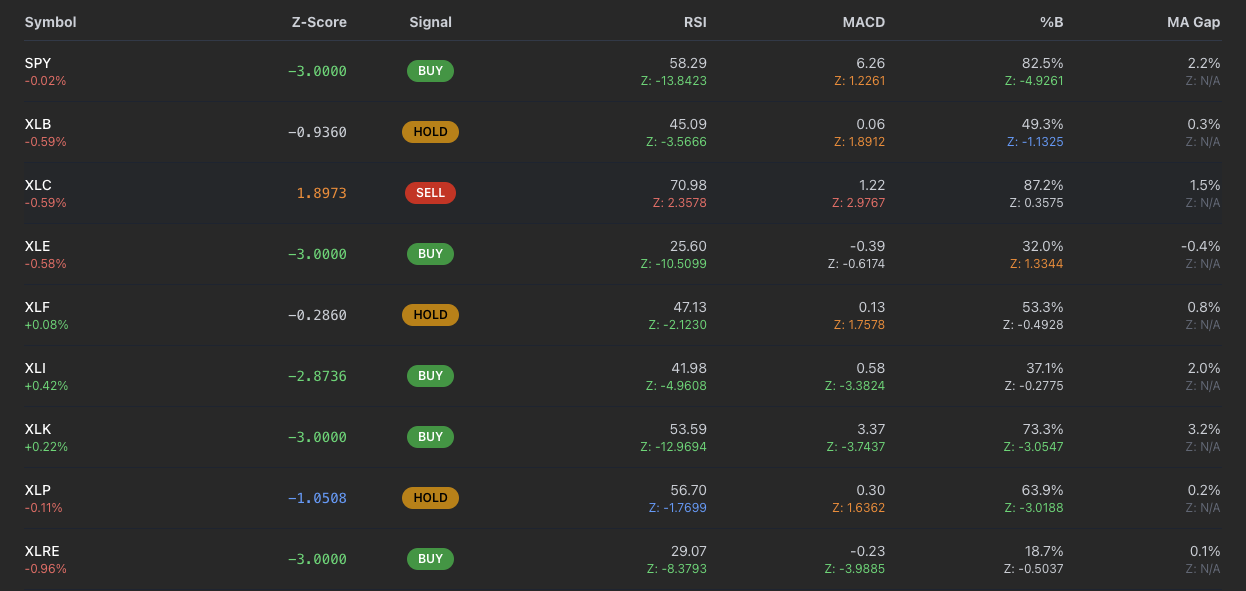 Symbol Z-Score Signal RSI MACD %B MA Gap
SPY −3.0000 BUY 58.29 6.26 82.5% 2.2%
-0.02% Z: -13.8423 Z: 1.2261 Z: -4.9261 Z: N/A
XLB −0.9360 HOLD 45.09 0.06 49.3% 0.3%
-0.59% Z: -3.5666 Z: 1.8912 Z: -1.1325 Z: N/A
XLC 1.8973 SELL 70.98 1.22 87.2% 1.5%
-0.59% Z: 2.3578 Z: 2.9767 Z: 0.3575 Z: N/A
XLE −3.0000 BUY 25.60 -0.39 32.0% -0.4%
-0.58% Z: -10.5099 Z: -0.6174 Z: 1.3344 Z: N/A
XLF −0.2860 HOLD 47.13 0.13 53.3% 0.8%
+0.08% Z: -2.1230 Z: 1.7578 Z: -0.4928 Z: N/A
XLI −2.8736 BUY 41.98 0.58 37.1% 2.0%
+0.42% Z: -4.9608 Z: -3.3824 Z: -0.2775 Z: N/A
XLK −3.0000 BUY 53.59 3.37 73.3% 3.2%
+0.22% Z: -12.9694 Z: -3.7437 Z: -3.0547 Z: N/A
XLP −1.0508 HOLD 56.70 0.30 63.9% 0.2%
-0.11% Z: -1.7699 Z: 1.6362 Z: -3.0188 Z: N/A
XLRE −3.0000 BUY 29.07 -0.23 18.7% 0.1%
-0.96% Z: -8.3793 Z: -3.9885 Z: -0.5037 Z: N/A